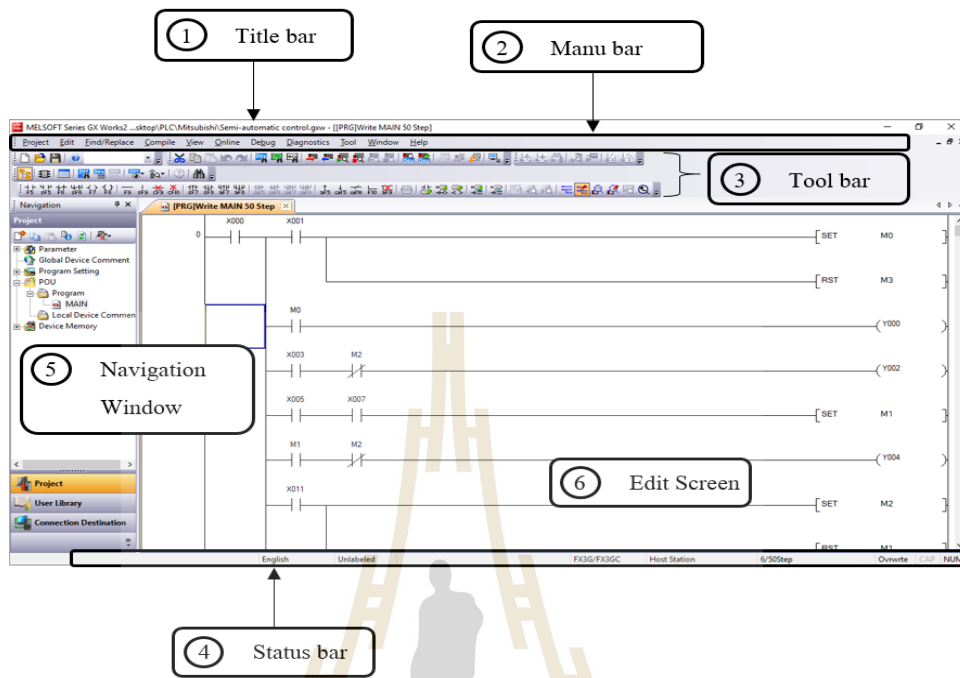 1 Title bar
2 Manu bar
MELSOFT Series GX Works2 ...sktop\PLC\Mitsubishi\Semi-automatic control.gxw - [[PRG]Write MAIN 50 Step]
Project Edit Find/Replace Compile View Online Debug Diagnostics Tool Window Help
3 Tool bar
Navigation
[PRG]Write MAIN 50 Step
Project
Parameter
Global Device Comment
Program Setting
POU
Program
MAIN
Local Device Commen
Device Memory
X000 X001
0 SET M0
RST M3
M0
Y000
X003 M2
Y002
5 Navigation
Window
X005 X007
SET M1
M1 M2
Y004
6 Edit Screen
X011
SET M2
RST M1
Project
User Library
Connection Destination
English Unlabeled FX3G/FX3GC Host Station 6/50Step Ovrwrte CAP NUM
4 Status bar